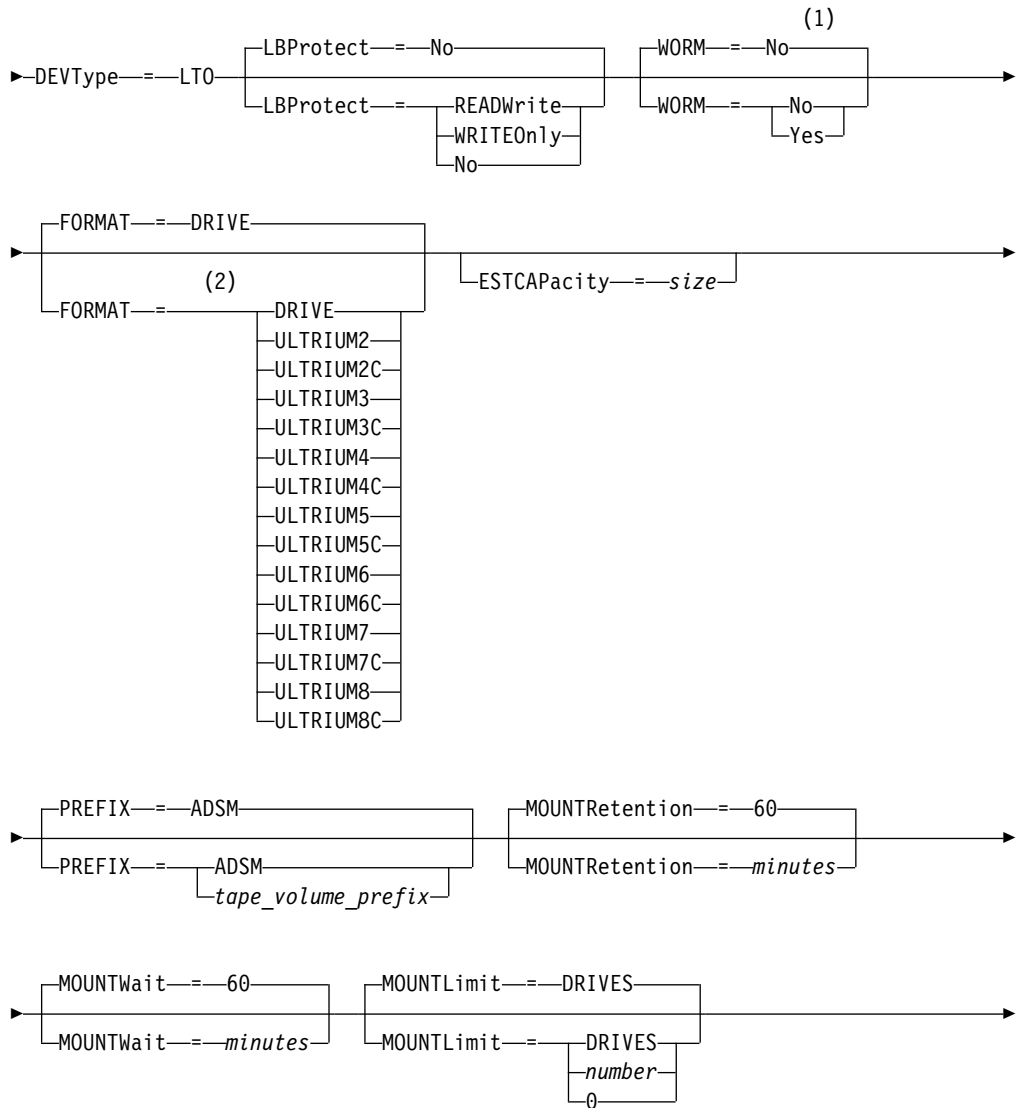 (1)
LBProtect = No WORM = No
DEVType = LTO
LBProtect = READWrite WORM = No
WRITEOnly Yes
No
FORMAT = DRIVE
(2) ESTCAPacity = size
FORMAT = DRIVE
ULTRIUM2
ULTRIUM2C
ULTRIUM3
ULTRIUM3C
ULTRIUM4
ULTRIUM4C
ULTRIUM5
ULTRIUM5C
ULTRIUM6
ULTRIUM6C
ULTRIUM7
ULTRIUM7C
ULTRIUM8
ULTRIUM8C
PREFIX = ADSM MOUNTRetention = 60
PREFIX = ADSM MOUNTRetention = minutes
tape_volume_prefix
MOUNTWait = 60 MOUNTLimit = DRIVES
MOUNTWait = minutes MOUNTLimit = DRIVES
number
0